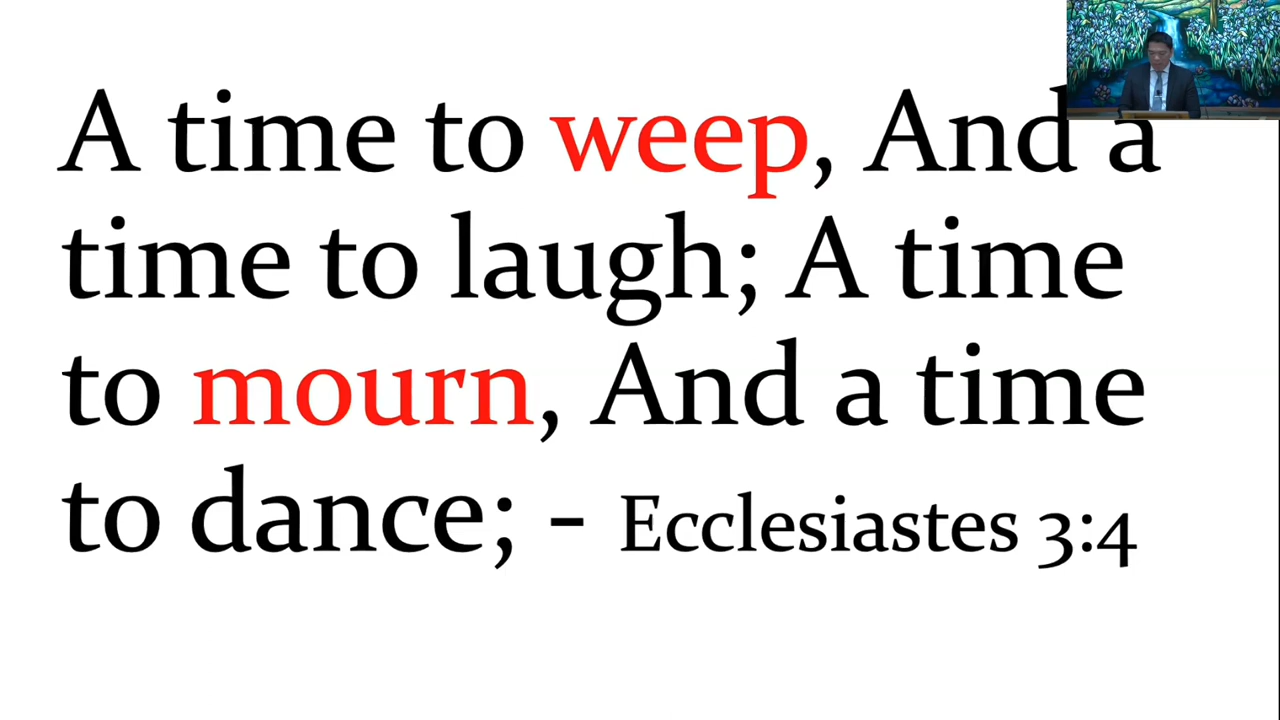 A time to weep, And a
time to laugh; A time
to mourn, And a time
to dance; - Ecclesiastes 3:4